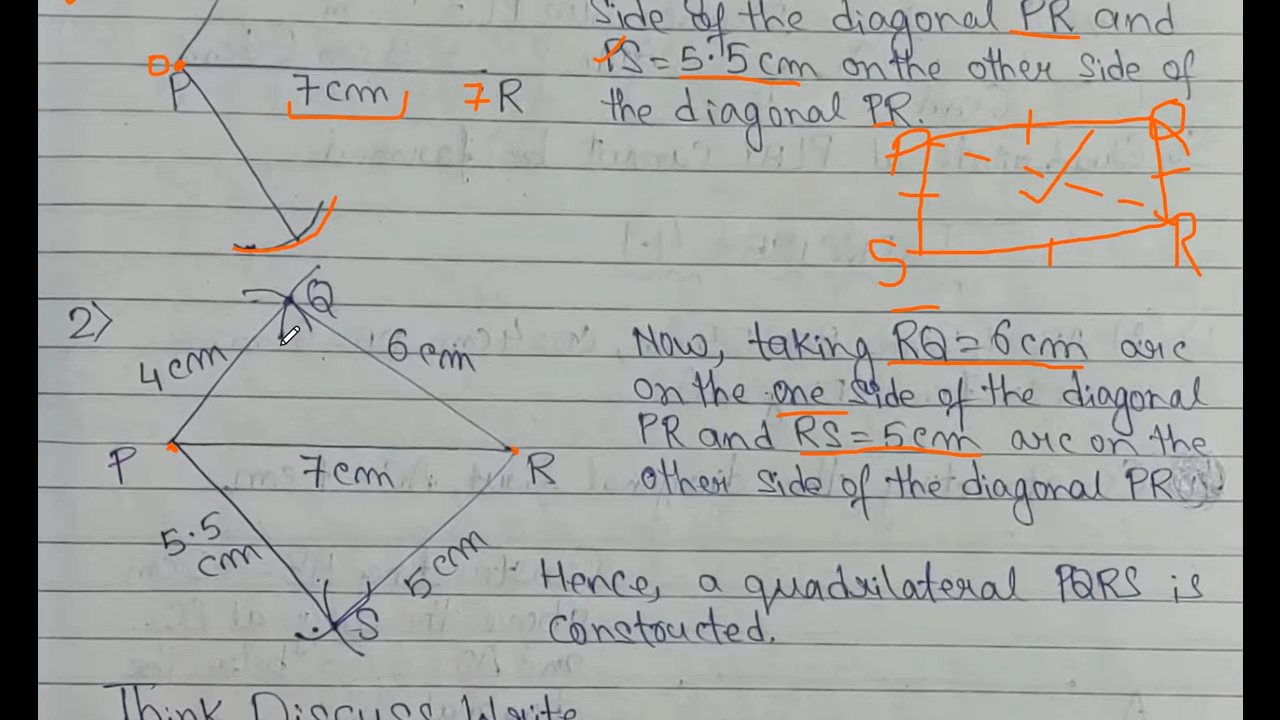 side of the diagonal PR and
PS = 5.5 cm on the other side of
the diagonal PR.
O
P
7cm
7 R
P
Q
S
R
2)
Q
4cm
6cm
P
7cm
R
5.5
cm
5cm
S
Now, taking RQ = 6cm arc
on the one side of the diagonal
PR and RS = 5cm arc on the
other side of the diagonal PR
Hence, a quadrilateral PQRS is
constructed.
Think Discuss Write